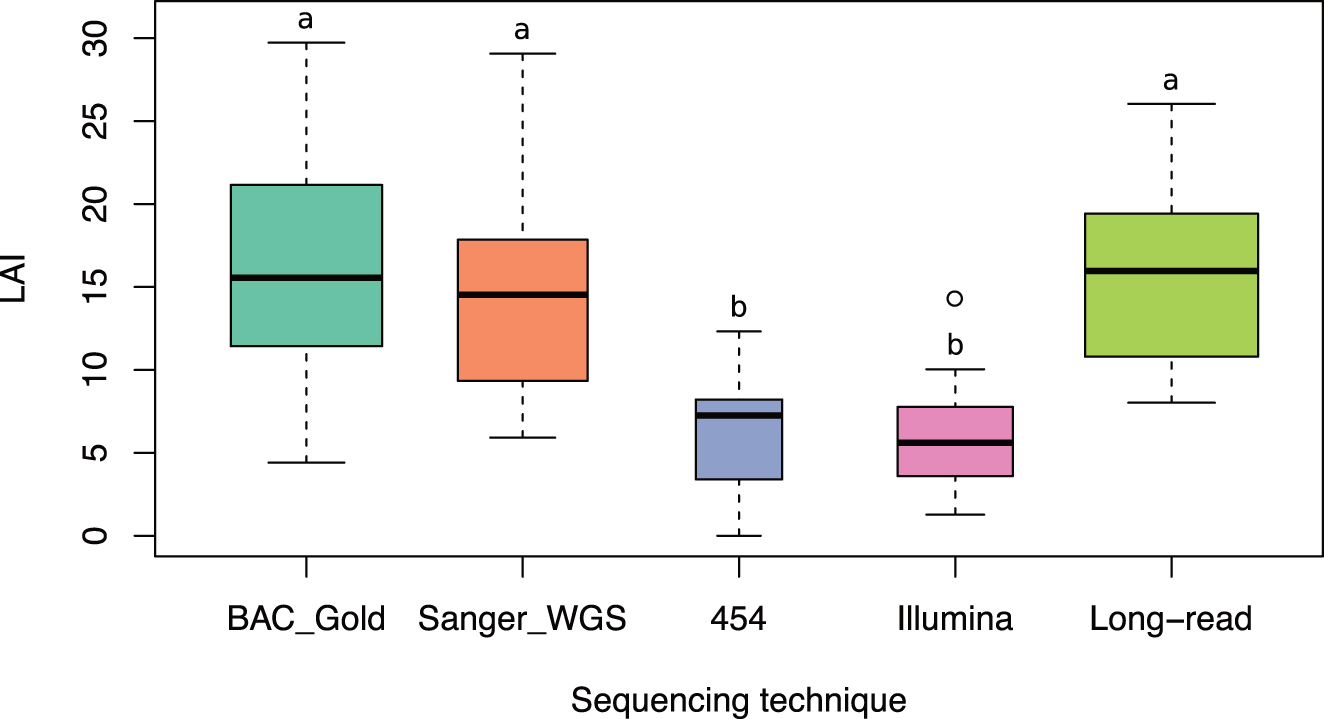 LAI
30
25
20
15
10
5
0
a
a
b
b
a
BAC_Gold Sanger_WGS 454 Illumina Long−read
Sequencing technique